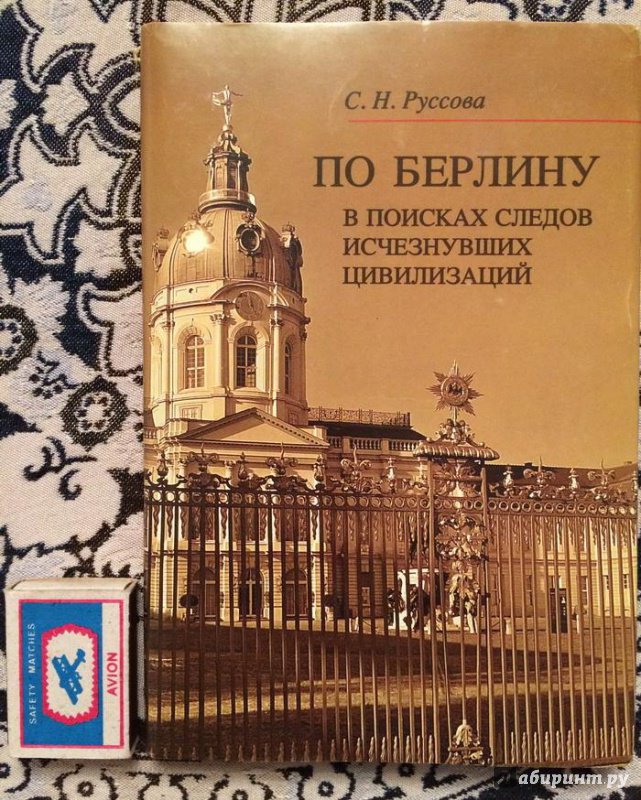 С. Н. Руссова
ПО БЕРЛИНУ
В ПОИСКАХ СЛЕДОВ
ИСЧЕЗНУВШИХ
ЦИВИЛИЗАЦИЙ
SAFETY MATCHES
AVION
абиринт.ру